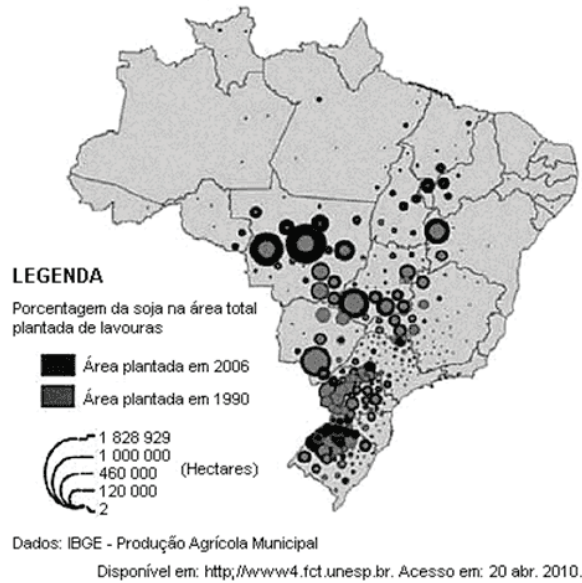 LEGENDA
Porcentagem da soja na área total
plantada de lavouras
Área plantada em 2006
Área plantada em 1990
1 828 929
1 000 000
460 000
120 000
2
(Hectares)
Dados: IBGE - Produção Agrícola Municipal
Disponível em: http;//www4.fct.unesp.br. Acesso em: 20 abr. 2010.